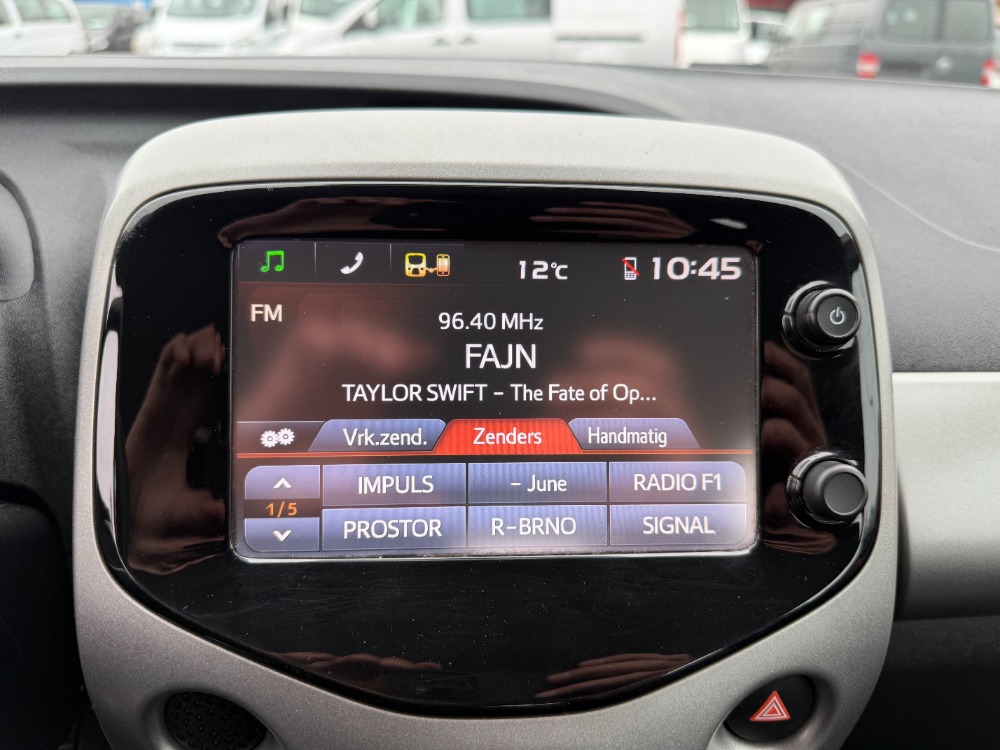 12°C 10:45
FM
96.40 MHz
FAJN
TAYLOR SWIFT - The Fate of Op...
Vrk.zend. Zenders Handmatig
IMPULS - June RADIO F1
1/5
PROSTOR R-BRNO SIGNAL